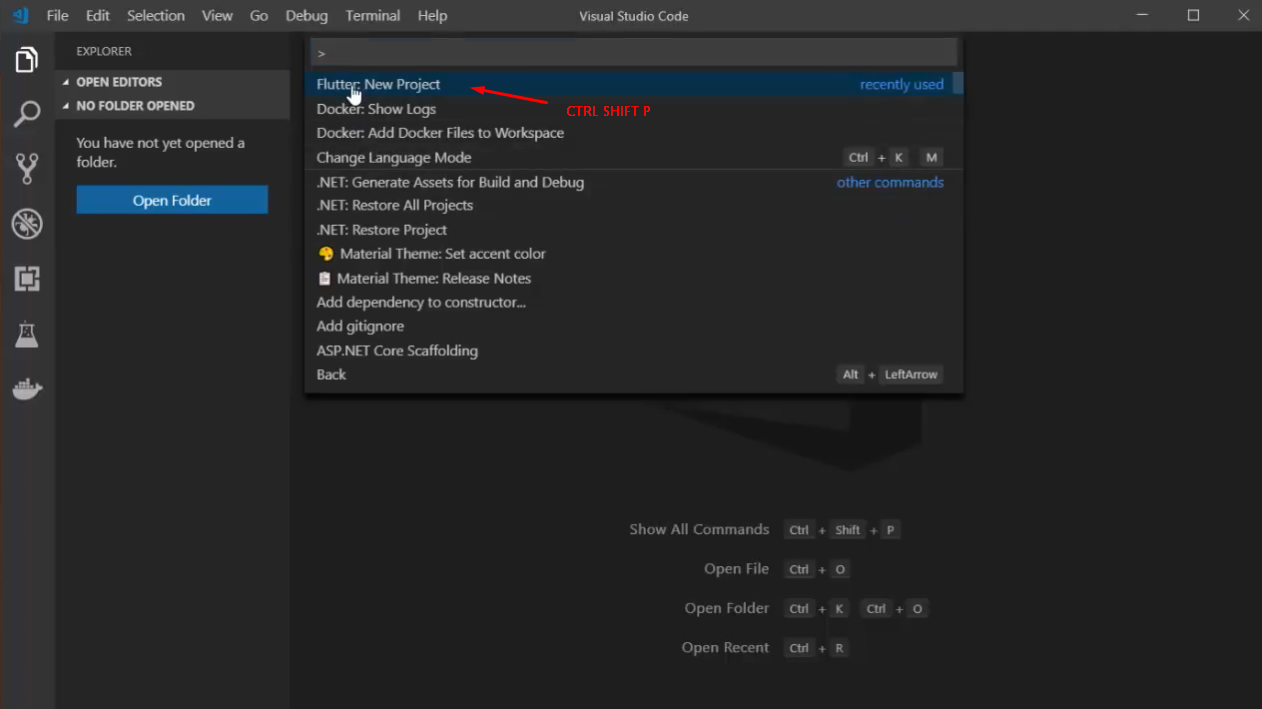 File Edit Selection View Go Debug Terminal Help Visual Studio Code
EXPLORER
OPEN EDITORS
NO FOLDER OPENED
You have not yet opened a
folder.
Open Folder
>
Flutter: New Project recently used
CTRL SHIFT P
Docker: Show Logs
Docker: Add Docker Files to Workspace
Change Language Mode Ctrl + K M
.NET: Generate Assets for Build and Debug other commands
.NET: Restore All Projects
.NET: Restore Project
Material Theme: Set accent color
Material Theme: Release Notes
Add dependency to constructor...
Add gitignore
ASP.NET Core Scaffolding
Back Alt + LeftArrow
Show All Commands Ctrl + Shift + P
Open File Ctrl + O
Open Folder Ctrl + K Ctrl + O
Open Recent Ctrl + R